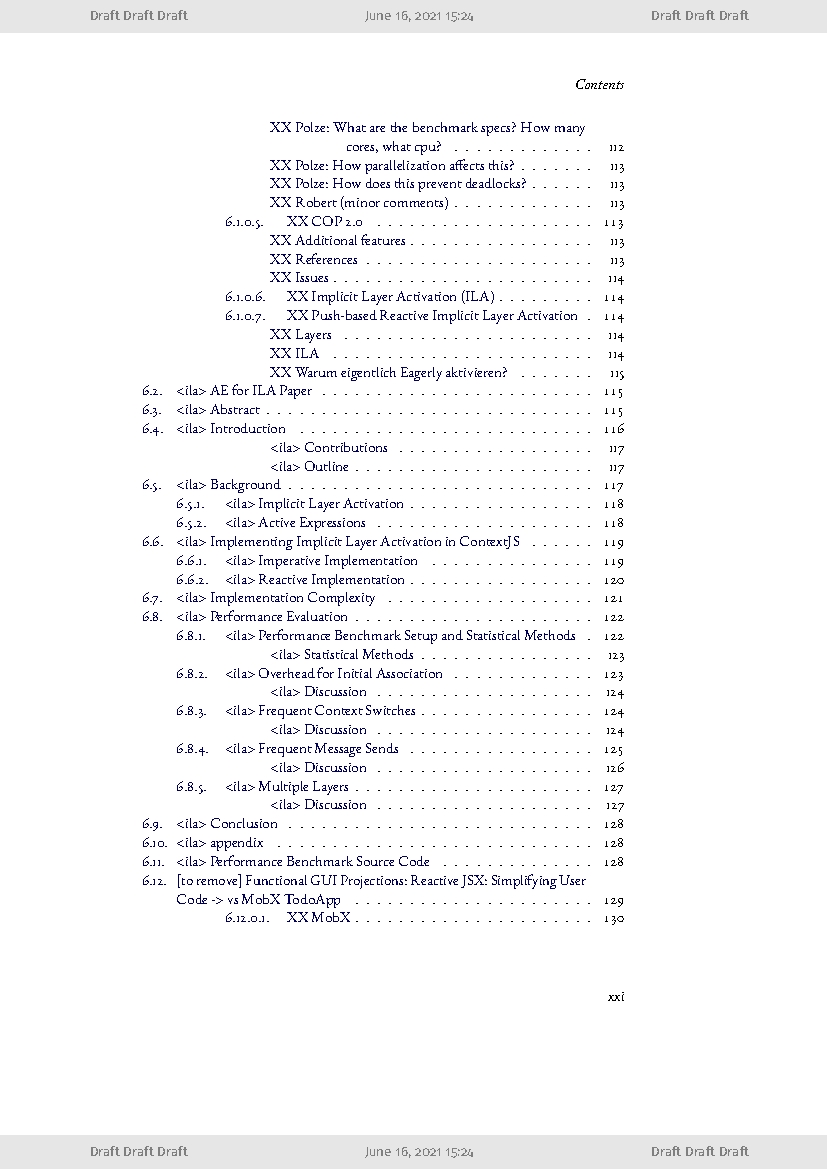 Draft Draft Draft June 16, 2021 15:24 Draft Draft Draft
Contents
XX Polze: What are the benchmark specs? How many
cores, what cpu? . . . . . . . . . . . . . 112
XX Polze: How parallelization affects this? . . . . . . . 113
XX Polze: How does this prevent deadlocks? . . . . . . 113
XX Robert (minor comments) . . . . . . . . . . . . . 113
6.1.0.5. XX COP 2.0 . . . . . . . . . . . . . . . . . . . . 113
XX Additional features . . . . . . . . . . . . . . . . . 113
XX References . . . . . . . . . . . . . . . . . . . . . 113
XX Issues . . . . . . . . . . . . . . . . . . . . . . . 114
6.1.0.6. XX Implicit Layer Activation (ILA) . . . . . . . . . 114
6.1.0.7. XX Push-based Reactive Implicit Layer Activation . 114
XX Layers . . . . . . . . . . . . . . . . . . . . . . 114
XX ILA . . . . . . . . . . . . . . . . . . . . . . . 114
XX Warum eigentlich Eagerly aktivieren? . . . . . . . 115
6.2. <ila> AE for ILA Paper . . . . . . . . . . . . . . . . . . . . . . . . 115
6.3. <ila> Abstract . . . . . . . . . . . . . . . . . . . . . . . . . . . . . 115
6.4. <ila> Introduction . . . . . . . . . . . . . . . . . . . . . . . . . . 116
<ila> Contributions . . . . . . . . . . . . . . . . . . 117
<ila> Outline . . . . . . . . . . . . . . . . . . . . . 117
6.5. <ila> Background . . . . . . . . . . . . . . . . . . . . . . . . . . . 117
6.5.1. <ila> Implicit Layer Activation . . . . . . . . . . . . . . . . . 118
6.5.2. <ila> Active Expressions . . . . . . . . . . . . . . . . . . . . 118
6.6. <ila> Implementing Implicit Layer Activation in ContextJS . . . . . . 119
6.6.1. <ila> Imperative Implementation . . . . . . . . . . . . . . . 119
6.6.2. <ila> Reactive Implementation . . . . . . . . . . . . . . . . . 120
6.7. <ila> Implementation Complexity . . . . . . . . . . . . . . . . . . . 121
6.8. <ila> Performance Evaluation . . . . . . . . . . . . . . . . . . . . . 122
6.8.1. <ila> Performance Benchmark Setup and Statistical Methods . 122
<ila> Statistical Methods . . . . . . . . . . . . . . . . 123
6.8.2. <ila> Overhead for Initial Association . . . . . . . . . . . . . 123
<ila> Discussion . . . . . . . . . . . . . . . . . . . . 124
6.8.3. <ila> Frequent Context Switches . . . . . . . . . . . . . . . . 124
<ila> Discussion . . . . . . . . . . . . . . . . . . . . 124
6.8.4. <ila> Frequent Message Sends . . . . . . . . . . . . . . . . . 125
<ila> Discussion . . . . . . . . . . . . . . . . . . . . 126
6.8.5. <ila> Multiple Layers . . . . . . . . . . . . . . . . . . . . . . 127
<ila> Discussion . . . . . . . . . . . . . . . . . . . . 127
6.9. <ila> Conclusion . . . . . . . . . . . . . . . . . . . . . . . . . . . 128
6.10. <ila> appendix . . . . . . . . . . . . . . . . . . . . . . . . . . . . 128
6.11. <ila> Performance Benchmark Source Code . . . . . . . . . . . . . . 128
6.12. [to remove] Functional GUI Projections: Reactive JSX: Simplifying User
Code -> vs MobX TodoApp . . . . . . . . . . . . . . . . . . . . . . 129
6.12.0.1. XX MobX . . . . . . . . . . . . . . . . . . . . . . 130
xxi
Draft Draft Draft June 16, 2021 15:24 Draft Draft Draft